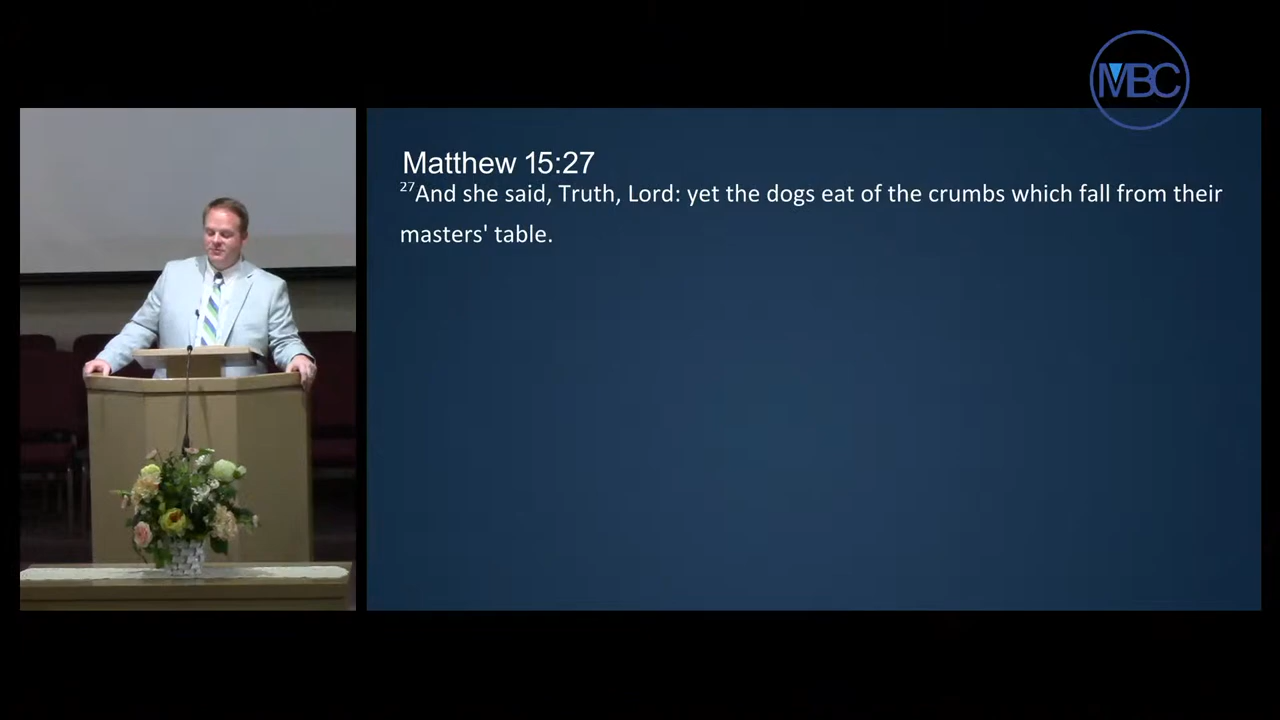 MBC
Matthew 15:27
27And she said, Truth, Lord: yet the dogs eat of the crumbs which fall from their
masters' table.